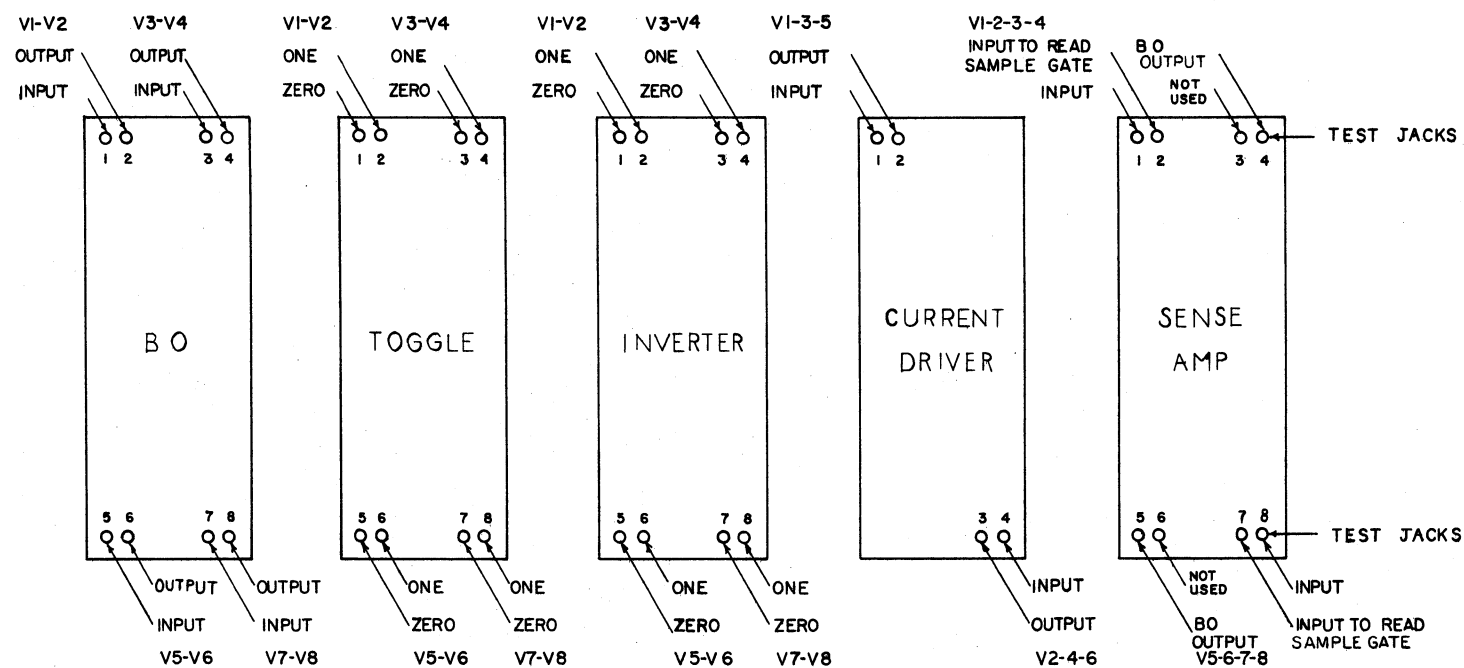 V1-V2 V3-V4 V1-V2 V3-V4 V1-V2 V3-V4 V1-3-5 V1-2-3-4
OUTPUT OUTPUT ONE ONE ONE ONE OUTPUT INPUT TO READ SAMPLE GATE BO OUTPUT
INPUT INPUT ZERO ZERO ZERO ZERO INPUT INPUT NOT USED
TEST JACKS
1 2 3 4 1 2 3 4 1 2 3 4 1 2 1 2 3 4
BO TOGGLE INVERTER CURRENT DRIVER SENSE AMP
5 6 7 8 5 6 7 8 5 6 7 8 3 4 5 6 7 8
TEST JACKS
OUTPUT OUTPUT ONE ONE ONE ONE INPUT NOT USED INPUT
INPUT INPUT ZERO ZERO ZERO ZERO OUTPUT BO OUTPUT INPUT TO READ SAMPLE GATE
V5-V6 V7-V8 V5-V6 V7-V8 V5-V6 V7-V8 V2-4-6 V5-6-7-8